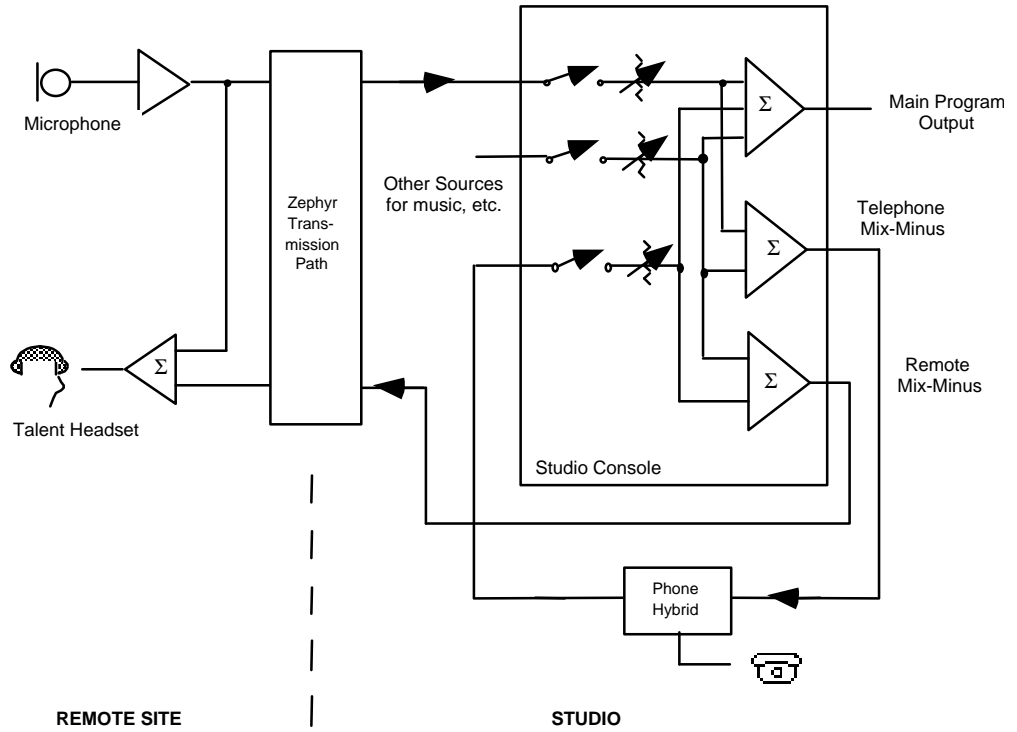 Microphone
Talent Headset
Zephyr
Trans-
mission
Path
Other Sources
for music, etc.
Σ
Σ
Σ
Σ
Main Program
Output
Telephone
Mix-Minus
Remote
Mix-Minus
Studio Console
Phone
Hybrid
REMOTE SITE
STUDIO